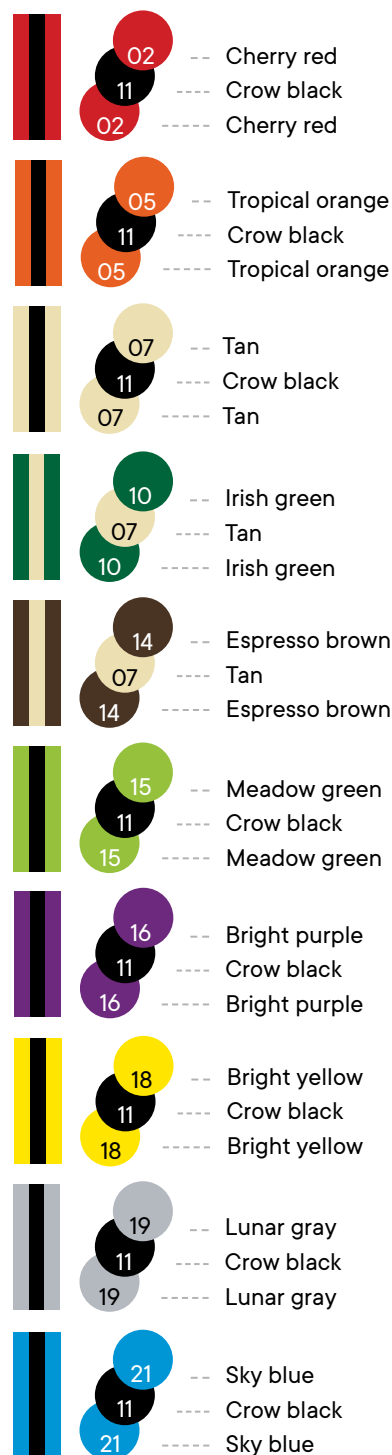 02 Cherry red
11 Crow black
02 Cherry red
05 Tropical orange
11 Crow black
05 Tropical orange
07 Tan
11 Crow black
07 Tan
10 Irish green
07 Tan
10 Irish green
14 Espresso brown
07 Tan
14 Espresso brown
15 Meadow green
11 Crow black
15 Meadow green
16 Bright purple
11 Crow black
16 Bright purple
18 Bright yellow
11 Crow black
18 Bright yellow
19 Lunar gray
11 Crow black
19 Lunar gray
21 Sky blue
11 Crow black
21 Sky blue